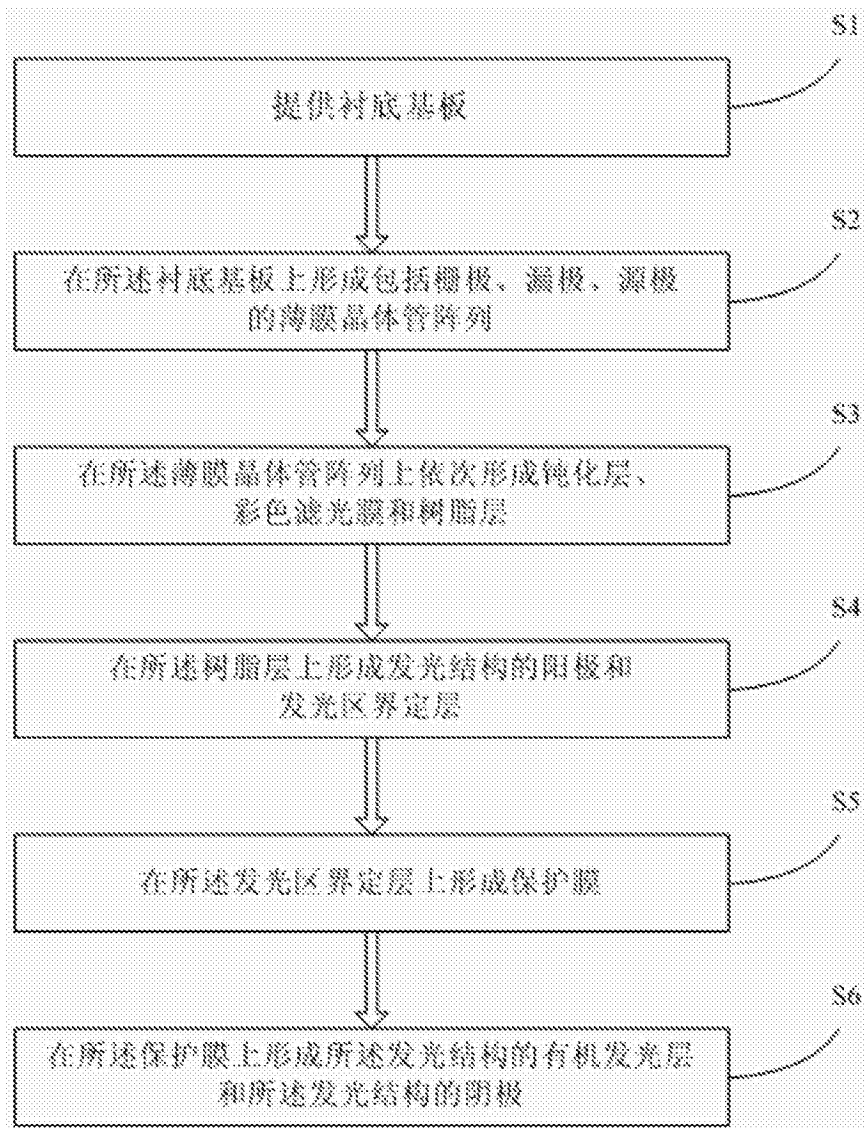 S1
提供衬底基板
S2
在所述衬底基板上形成包括栅极、漏极、源极
的薄膜晶体管阵列
S3
在所述薄膜晶体管阵列上依次形成钝化层、
彩色滤光膜和树脂层
S4
在所述树脂层上形成发光结构的阳极和
发光区界定层
S5
在所述发光区界定层上形成保护膜
S6
在所述保护膜上形成所述发光结构的有机发光层
和所述发光结构的阴极